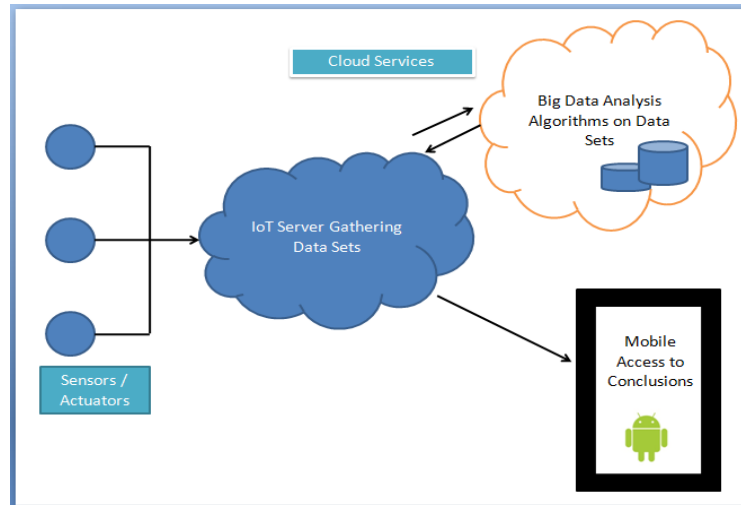 Cloud Services
Big Data Analysis
Algorithms on Data
Sets
IoT Server Gathering
Data Sets
Sensors /
Actuators
Mobile
Access to
Conclusions